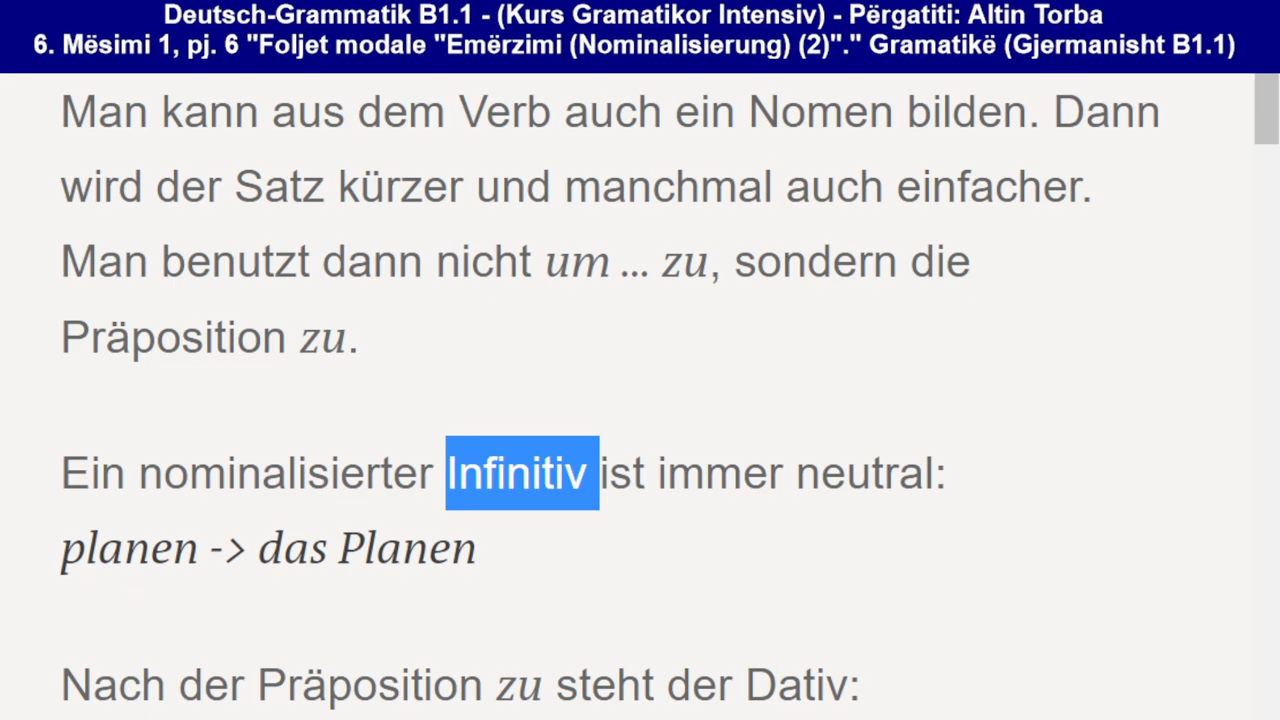 Deutsch-Grammatik B1.1 - (Kurs Gramatikor Intensiv) - Përgatiti: Altin Torba
6. Mësimi 1, pj. 6 "Foljet modale "Emërzimi (Nominalisierung) (2)"." Gramatikë (Gjermanisht B1.1)
Man kann aus dem Verb auch ein Nomen bilden. Dann
wird der Satz kürzer und manchmal auch einfacher.
Man benutzt dann nicht um ... zu, sondern die
Präposition zu.
Ein nominalisierter Infinitiv ist immer neutral:
planen -> das Planen
Nach der Präposition zu steht der Dativ: